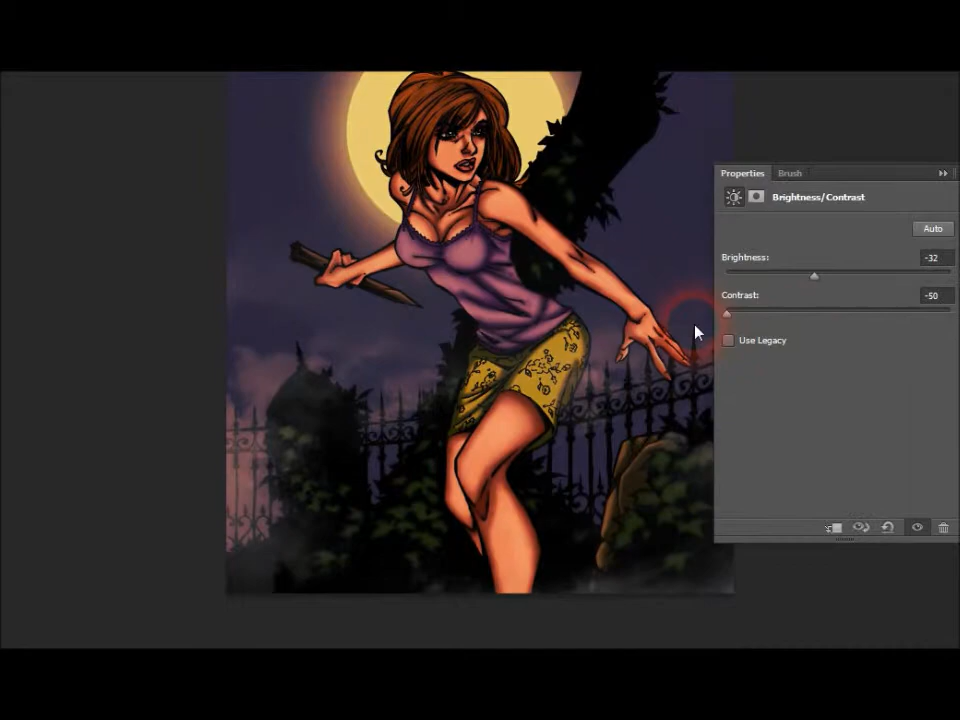 Properties
Brush
Brightness/Contrast
Auto
Brightness:
-32
Contrast:
-50
Use Legacy